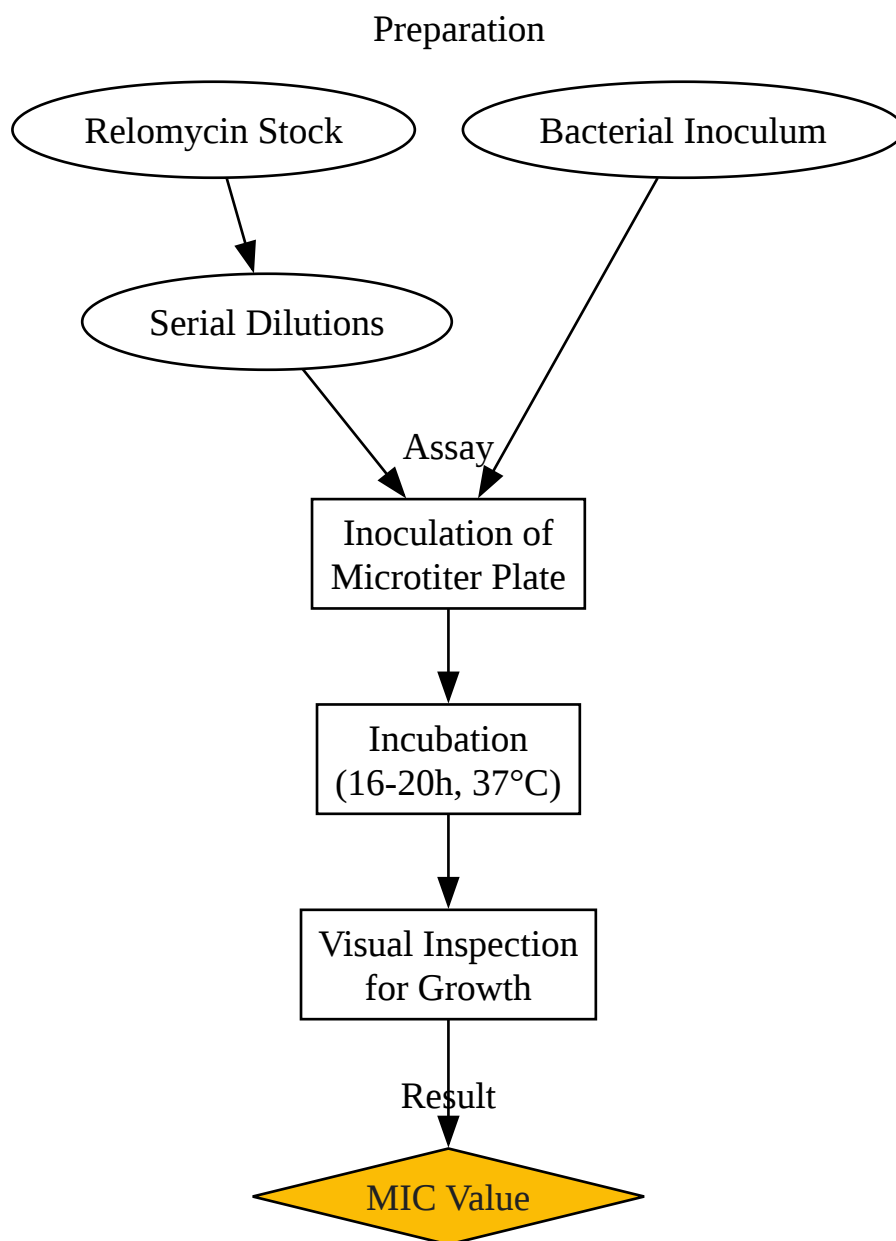 Preparation
Relomycin Stock
Bacterial Inoculum
Serial Dilutions
Assay
Inoculation of
Microtiter Plate
Incubation
(16-20h, 37°C)
Visual Inspection
for Growth
Result
MIC Value